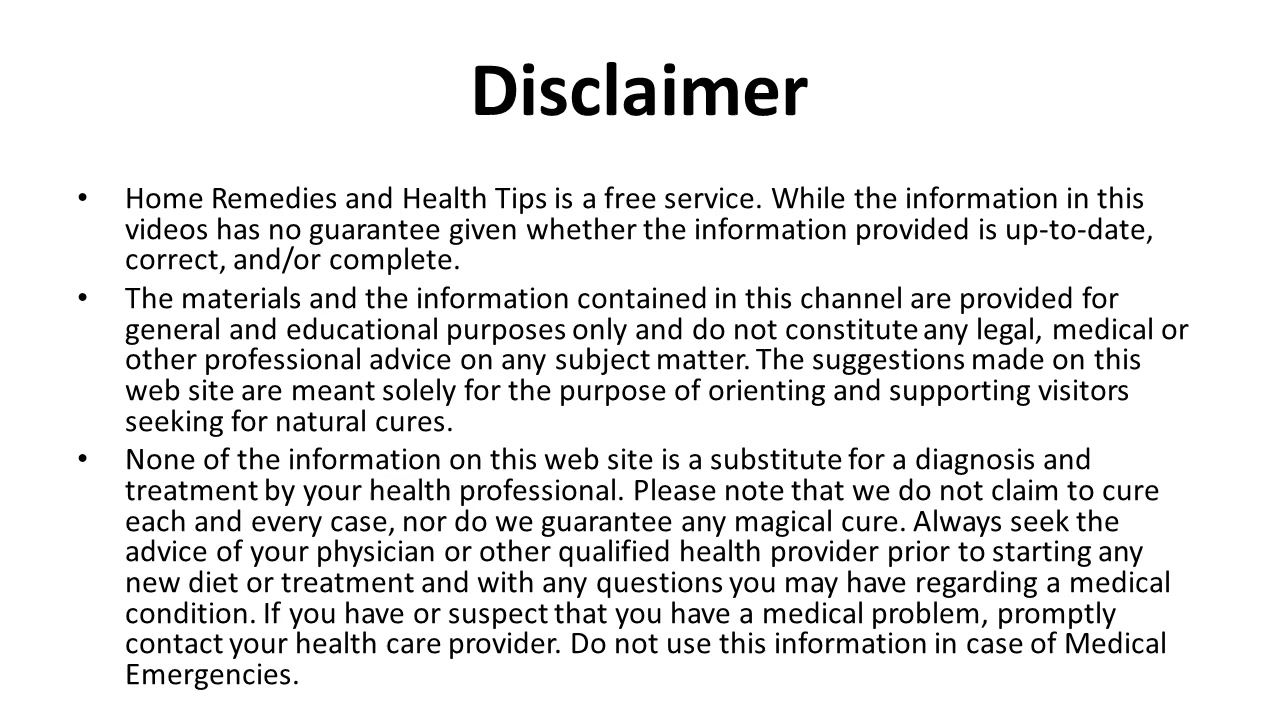 Disclaimer
• Home Remedies and Health Tips is a free service. While the information in this
videos has no guarantee given whether the information provided is up-to-date,
correct, and/or complete.
• The materials and the information contained in this channel are provided for
general and educational purposes only and do not constitute any legal, medical or
other professional advice on any subject matter. The suggestions made on this
web site are meant solely for the purpose of orienting and supporting visitors
seeking for natural cures.
• None of the information on this web site is a substitute for a diagnosis and
treatment by your health professional. Please note that we do not claim to cure
each and every case, nor do we guarantee any magical cure. Always seek the
advice of your physician or other qualified health provider prior to starting any
new diet or treatment and with any questions you may have regarding a medical
condition. If you have or suspect that you have a medical problem, promptly
contact your health care provider. Do not use this information in case of Medical
Emergencies.